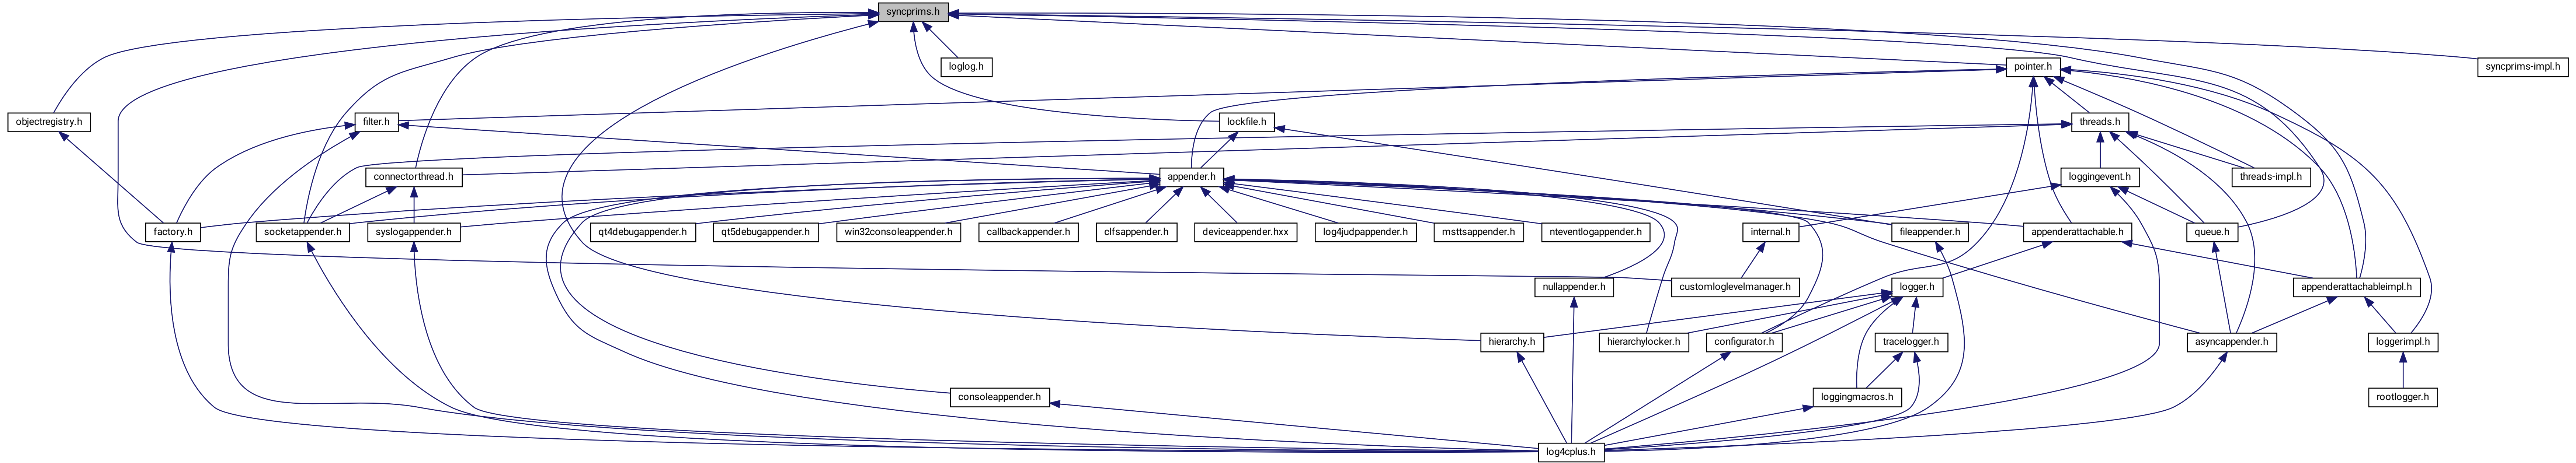 syncprims.h
loglog.h
pointer.h
syncprims-impl.h
objectregistry.h
filter.h
lockfile.h
threads.h
connectorthread.h
appender.h
loggingevent.h
threads-impl.h
factory.h
socketappender.h
syslogappender.h
qt4debugappender.h
qt5debugappender.h
win32consoleappender.h
callbackappender.h
clfsappender.h
deviceappender.hxx
log4judpappender.h
msttsappender.h
nteventlogappender.h
internal.h
fileappender.h
appenderattachable.h
queue.h
nullappender.h
customloglevelmanager.h
logger.h
appenderattachableimpl.h
hierarchy.h
hierarchylocker.h
configurator.h
tracelogger.h
asyncappender.h
loggerimpl.h
consoleappender.h
loggingmacros.h
rootlogger.h
log4cplus.h